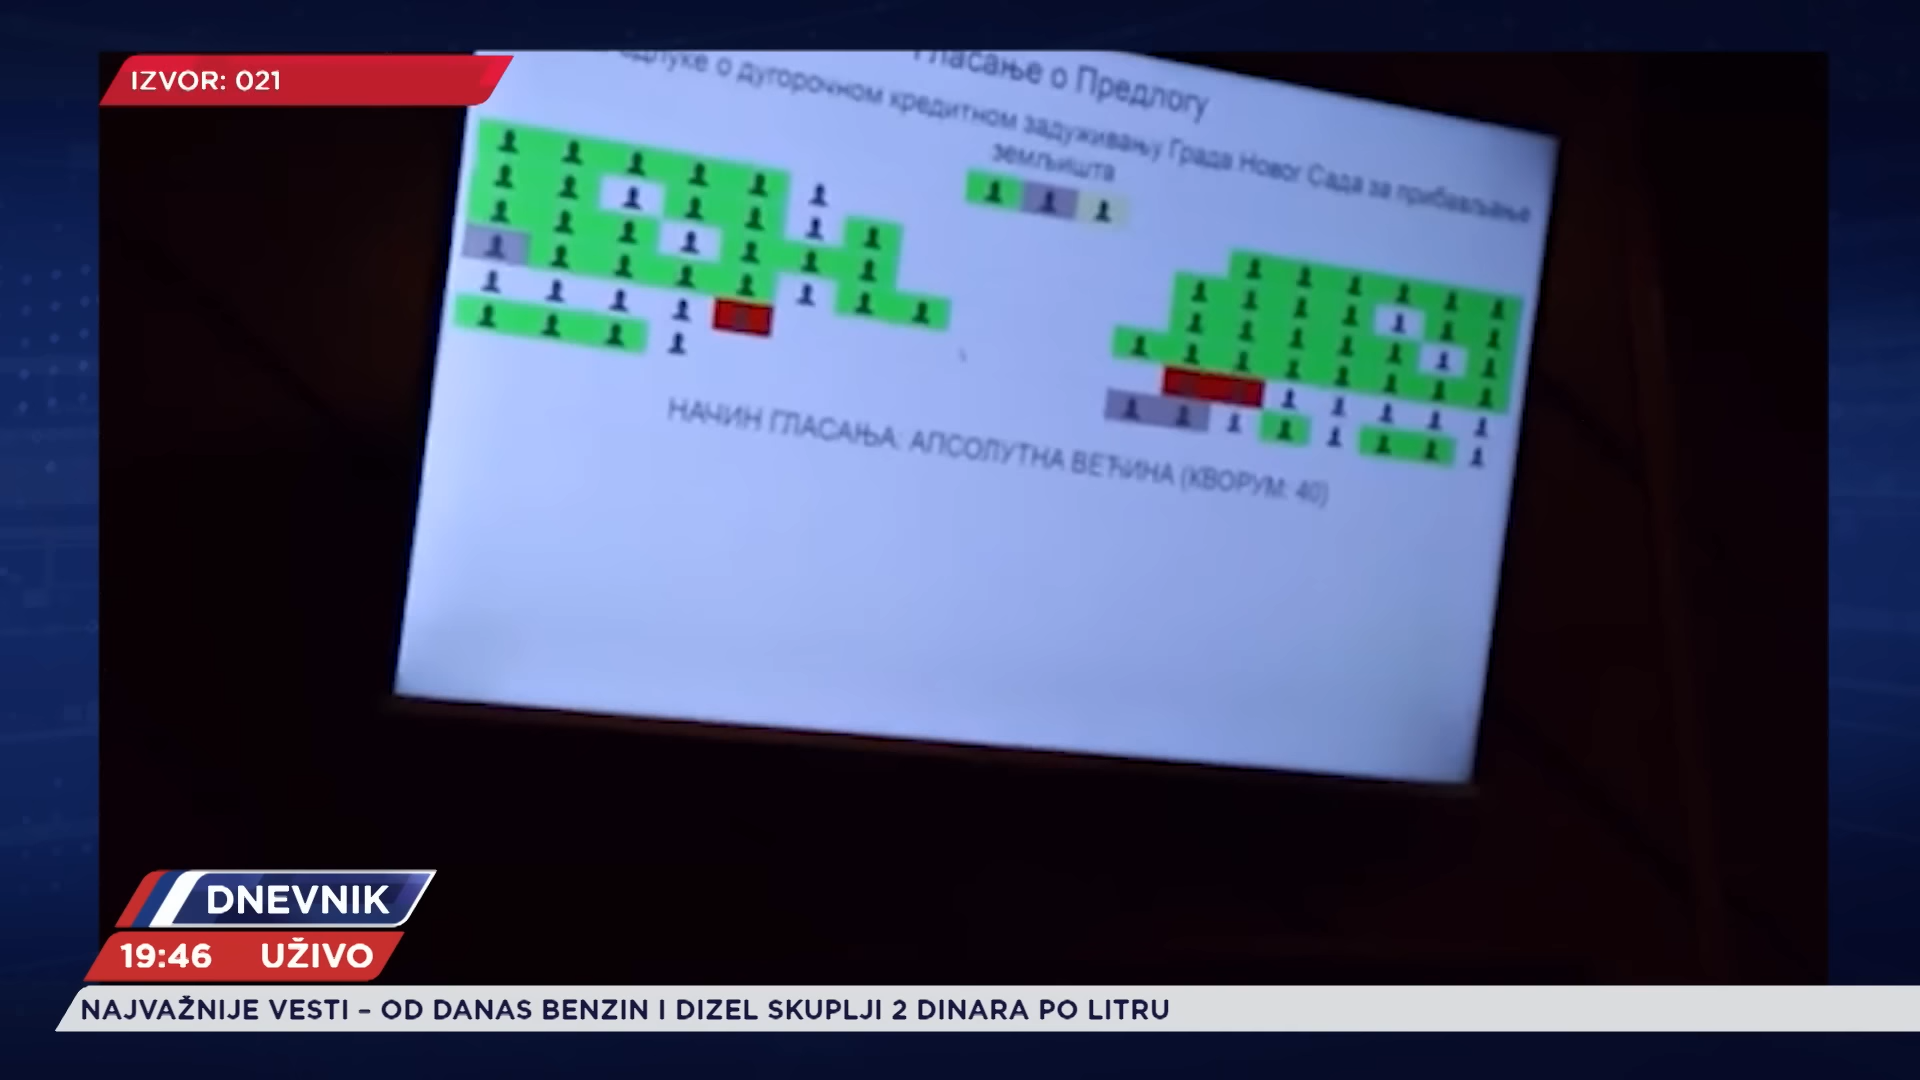 IZVOR: 021
Гласање о Предлогу
одлуке о дугорочном кредитном задуживању Града Новог Сада за прибављање
земљишта
НАЧИН ГЛАСАЊА: АПСОЛУТНА ВЕЋИНА (КВОРУМ: 40)
DNEVNIK
19:46 UŽIVO
NAJVAŽNIJE VESTI – OD DANAS BENZIN I DIZEL SKUPLJI 2 DINARA PO LITRU